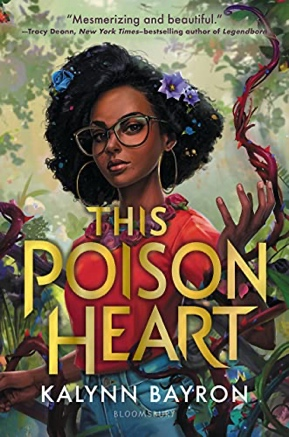 "Mesmerizing and beautiful."
—Tracy Deonn, New York Times–bestselling author of Legendborn
THIS
POISON
HEART
KALYNN BAYRON
BLOOMSBURY